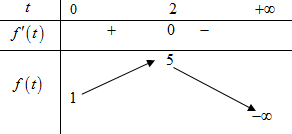 t 0 2 +∞
f'(t) + 0 −
5
f(t)
1
−∞